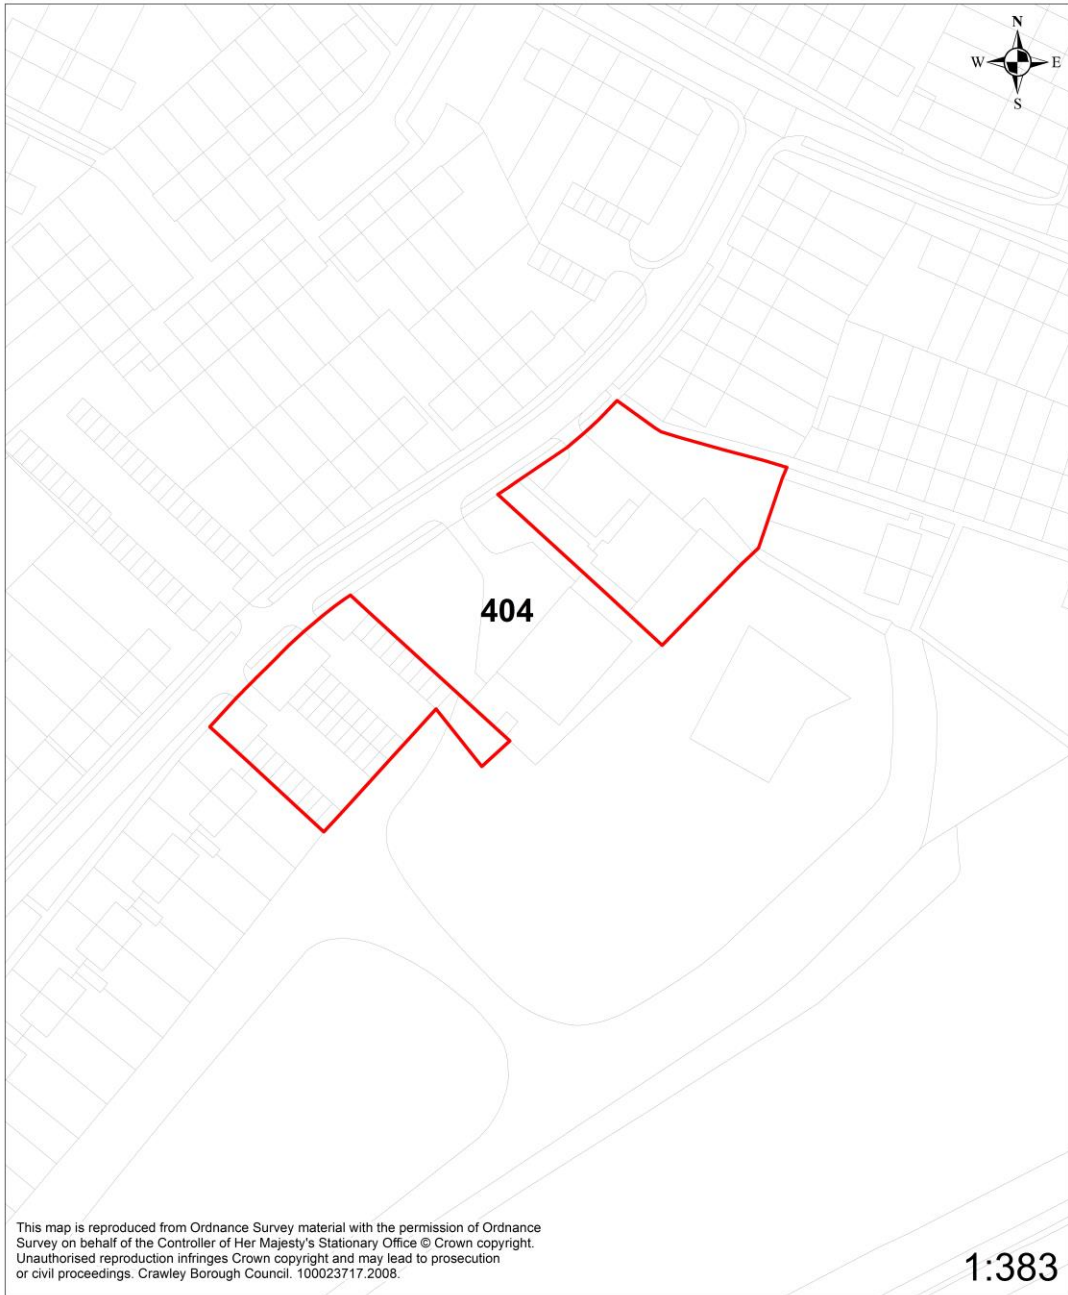 N
W E
S
404
This map is reproduced from Ordnance Survey material with the permission of Ordnance
Survey on behalf of the Controller of Her Majesty's Stationary Office © Crown copyright.
Unauthorised reproduction infringes Crown copyright and may lead to prosecution
or civil proceedings. Crawley Borough Council. 100023717.2008.
1:383